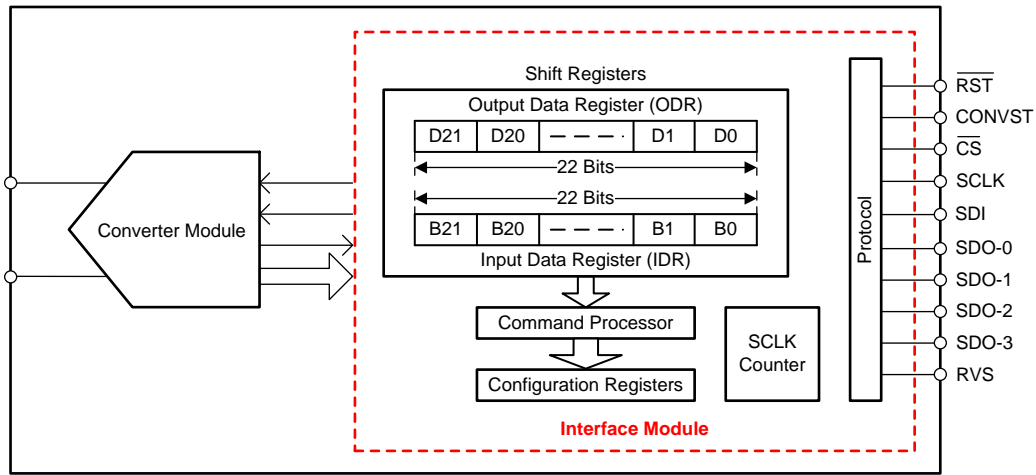 Shift Registers
Output Data Register (ODR)
D21 D20 D1 D0
22 Bits
22 Bits
B21 B20 B1 B0
Input Data Register (IDR)
Converter Module
Command Processor
Configuration Registers
SCLK
Counter
Interface Module
Protocol
RST
CONVST
CS
SCLK
SDI
SDO-0
SDO-1
SDO-2
SDO-3
RVS